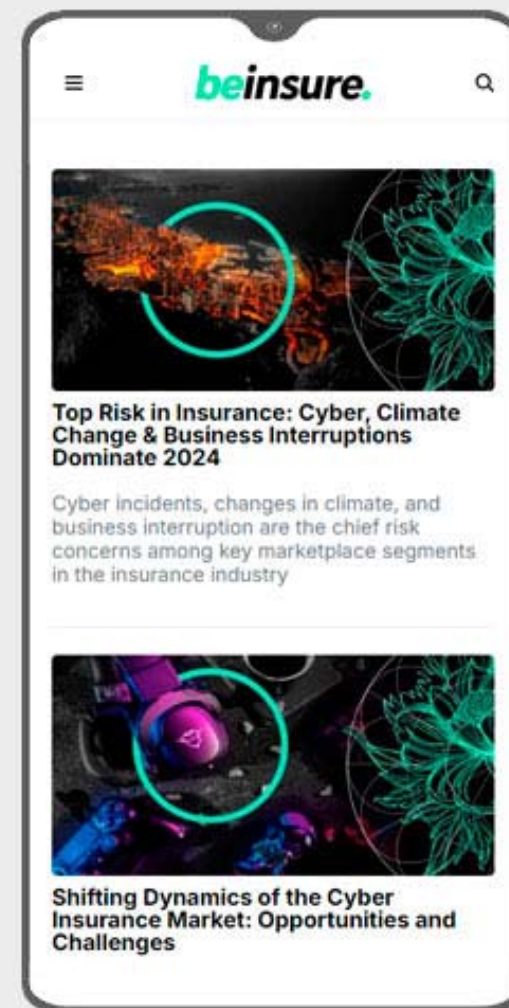 beinsure.
Top Risk in Insurance: Cyber, Climate
Change & Business Interruptions
Dominate 2024
Cyber incidents, changes in climate, and
business interruption are the chief risk
concerns among key marketplace segments
in the insurance industry
Shifting Dynamics of the Cyber
Insurance Market: Opportunities and
Challenges